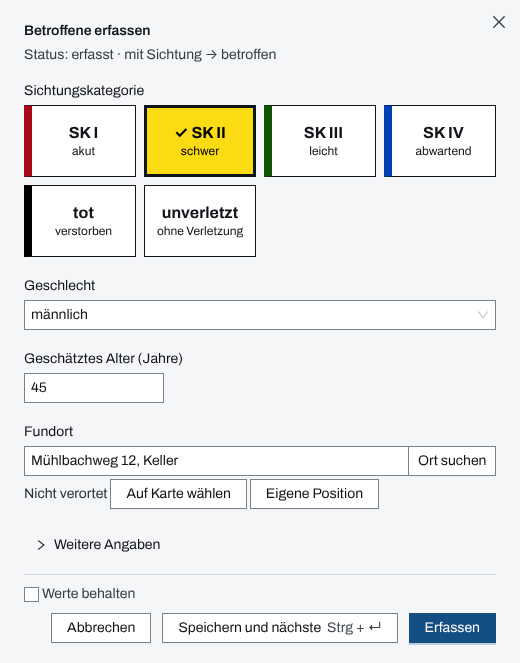 Betroffene erfassen
Status: erfasst · mit Sichtung → betroffen
Sichtungskategorie
SK I
akut
✓ SK II
schwer
SK III
leicht
SK IV
abwartend
tot
verstorben
unverletzt
ohne Verletzung
Geschlecht
männlich
Geschätztes Alter (Jahre)
45
Fundort
Mühlbachweg 12, Keller
Ort suchen
Nicht verortet
Auf Karte wählen
Eigene Position
Weitere Angaben
Werte behalten
Abbrechen
Speichern und nächste Strg + ↵
Erfassen